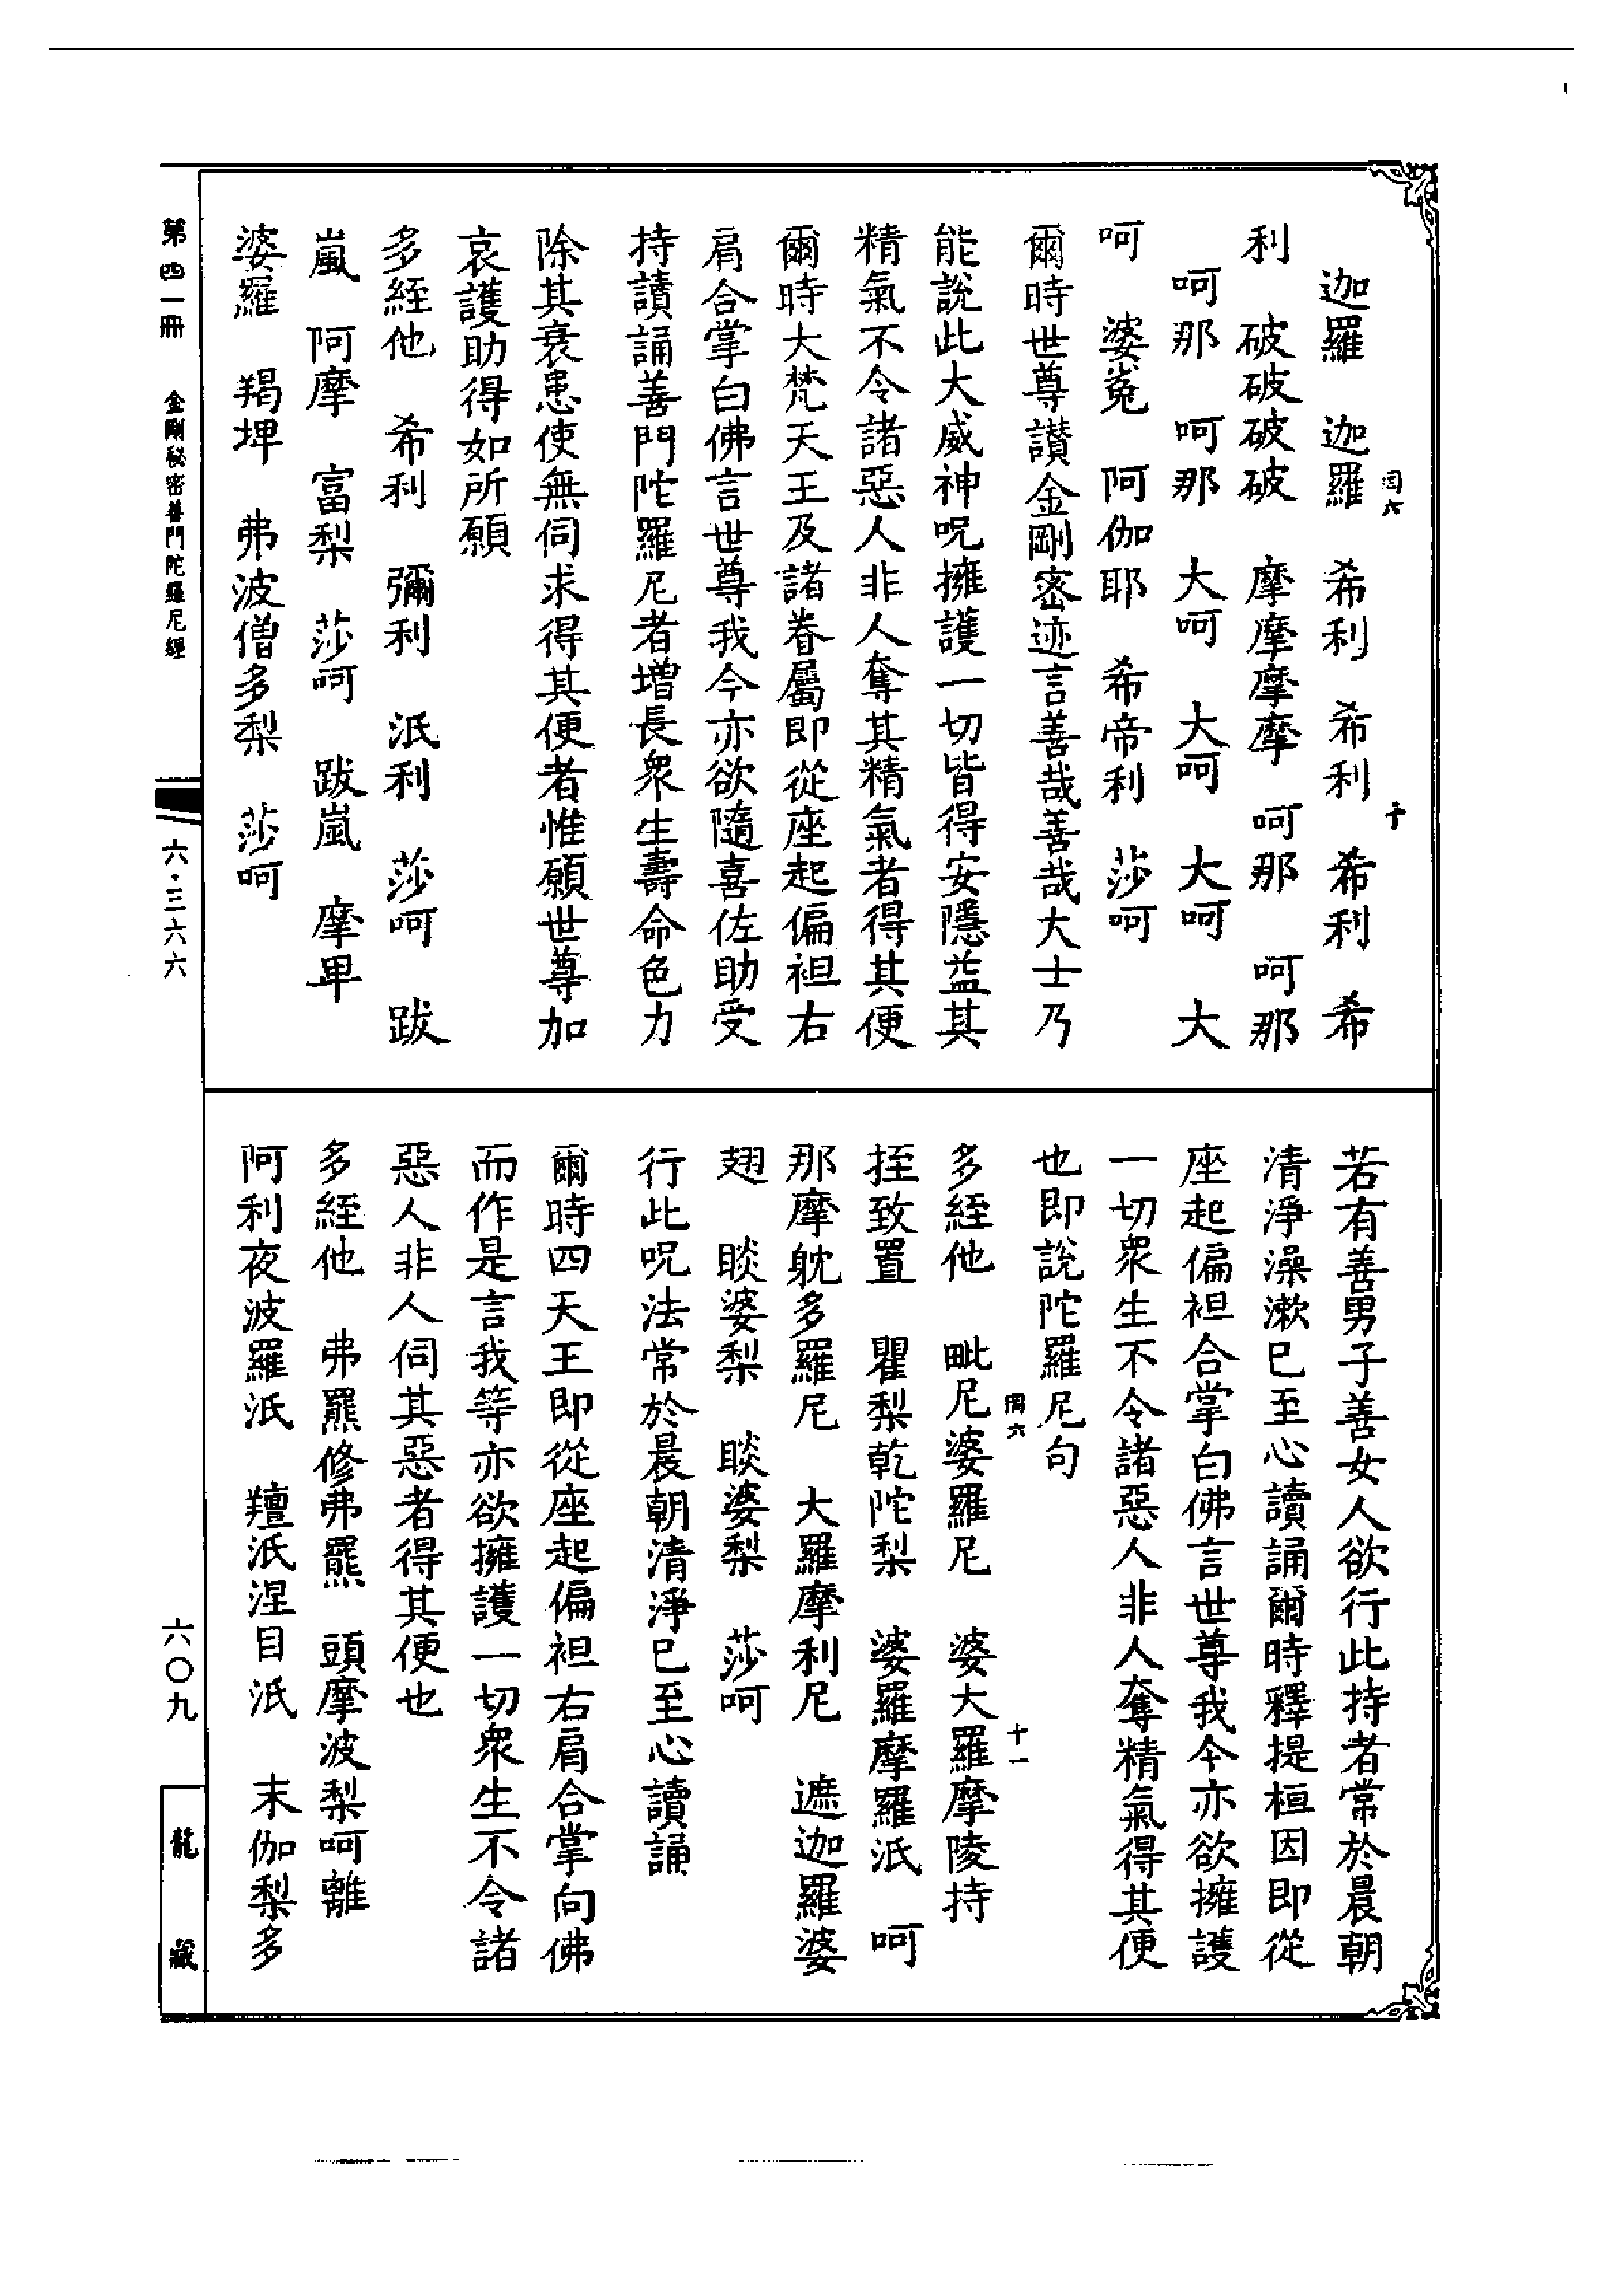 迦羅　迦羅　希利　希利　希利　希
利　破破破破　摩摩摩摩　呵那　呵那
呵那　呵那　大呵　大呵　大呵　大
呵　婆㝹　阿伽耶　希帝利　莎呵
爾時世尊讃金剛密迹言善哉善哉大士乃
能說此大威神呪擁護一切皆得安隱益其
精氣不令諸惡人非人奪其精氣者得其便
爾時大梵天王及諸眷屬即從座起偏袒右
肩合掌白佛言世尊我今亦欲隨喜佐助受
持讀誦善門陀羅尼者增長衆生壽命色力
除其衰患使無伺求得其便者惟願世尊加
哀護助得如所願
多絰他　希利　彌利　泜利　莎呵　跋
嵐　阿摩　富梨　莎呵　跋嵐　摩卑
婆羅　羯埤　弗波僧多梨　莎呵
十
若有善男子善女人欲行此持者常於晨朝
清淨澡漱已至心讀誦爾時釋提桓因即從
座起偏袒合掌白佛言世尊我今亦欲擁護
一切衆生不令諸惡人非人奪精氣得其便
也即說陀羅尼句
十一
多絰他　毗尼婆羅尼　婆大羅摩陵持
挃致置　瞿梨乾陀梨　婆羅摩羅泜　呵
那摩躭多羅尼　大羅摩利尼　遮迦羅婆
翅　睒婆梨　睒婆梨　莎呵
行此呪法常於晨朝清淨已至心讀誦
爾時四天王即從座起偏袒右肩合掌向佛
而作是言我等亦欲擁護一切衆生不令諸
惡人非人伺其惡者得其便也
多絰他　弗羆修弗羆　頭摩波梨呵離
阿利夜波羅泜　羶泜涅目泜　末伽梨多
第四一冊　金剛秘密善門陀羅尼經
六·三六六
六〇九
龍藏